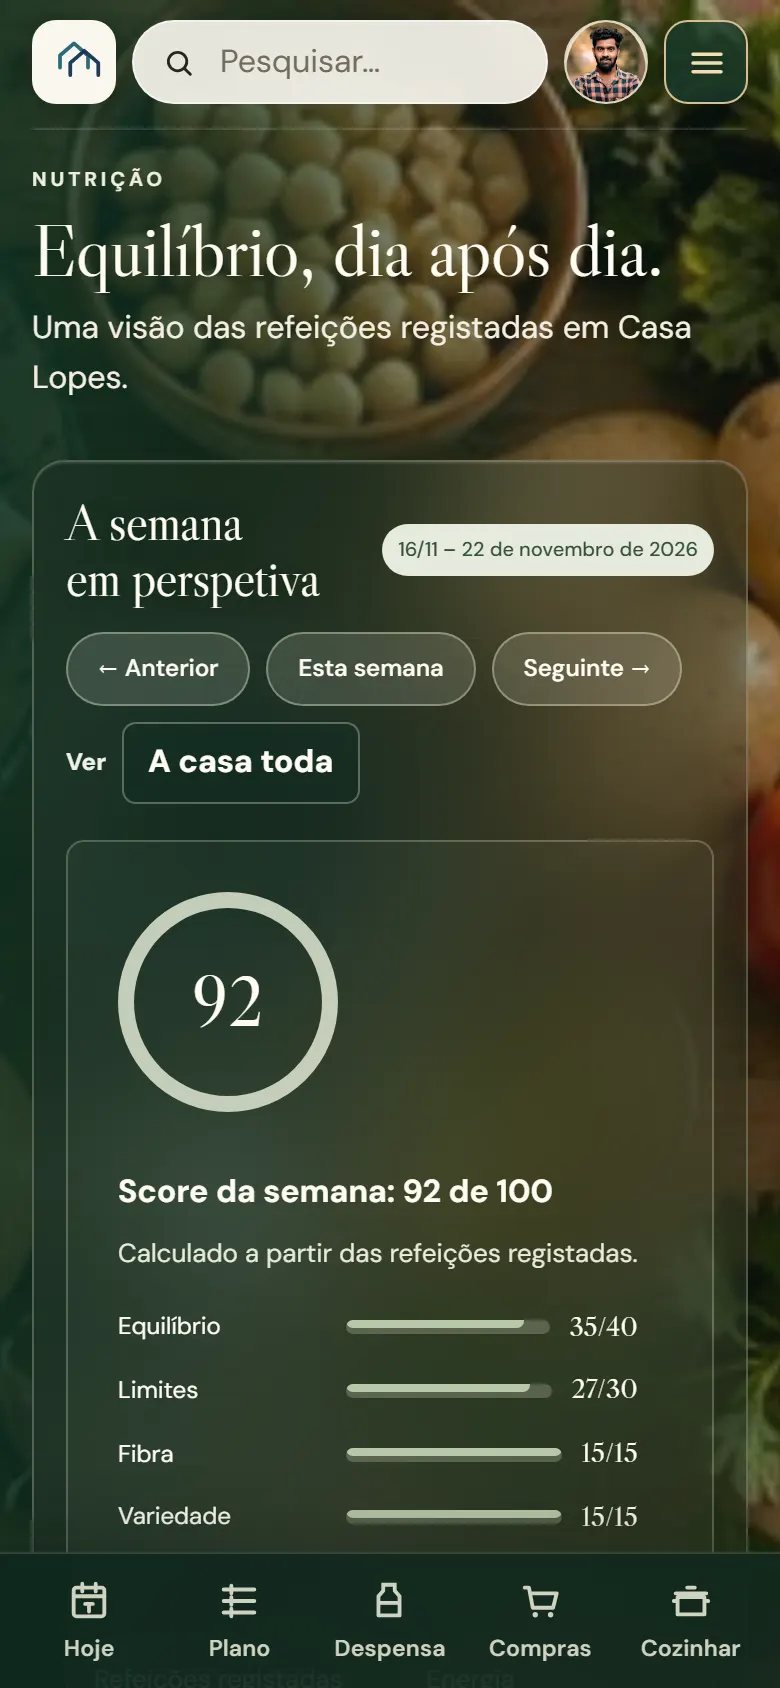 Pesquisar...
NUTRIÇÃO
Equilíbrio, dia após dia.
Uma visão das refeições registadas em Casa
Lopes.
A semana
em perspetiva
16/11 – 22 de novembro de 2026
← Anterior
Esta semana
Seguinte →
Ver
A casa toda
92
Score da semana: 92 de 100
Calculado a partir das refeições registadas.
Equilíbrio 35/40
Limites 27/30
Fibra 15/15
Variedade 15/15
Hoje
Plano
Despensa
Compras
Cozinhar
Refeições registadas
Energia